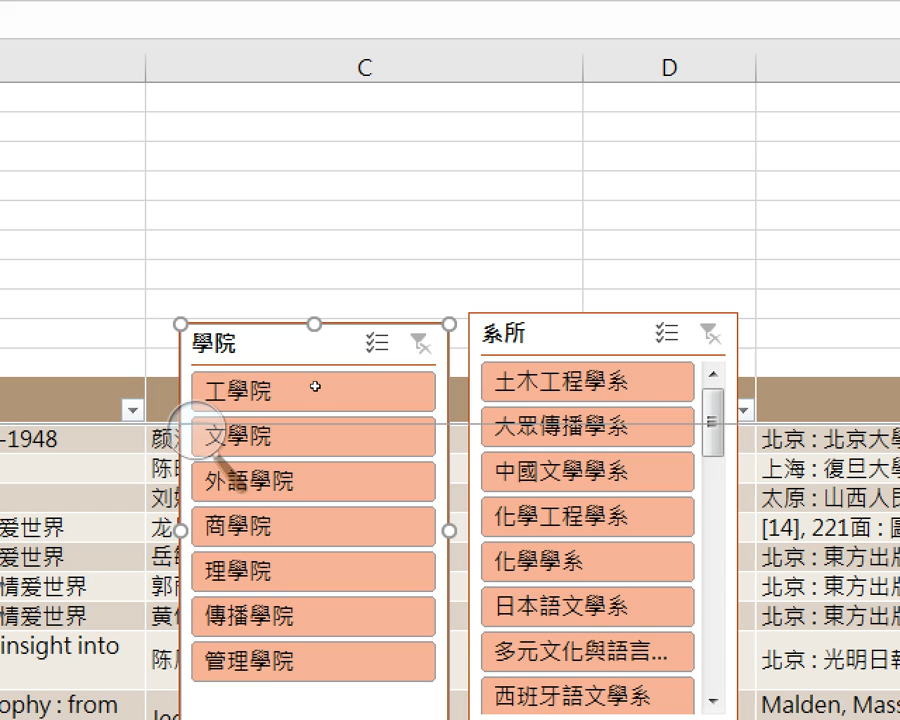 C
D
學院
系所
工學院
文學院
外語學院
商學院
理學院
傳播學院
管理學院
土木工程學系
大眾傳播學系
中國文學學系
化學工程學系
化學學系
日本語文學系
多元文化與語言...
西班牙語文學系
-1948
颜
北京 : 北京大學
陈
上海 : 復旦大學
刘
太原 : 山西人民
爱世界
龙
[14], 221面 :
爱世界
岳
北京 : 東方出版
情爱世界
郭
北京 : 東方出版
情爱世界
黄
北京 : 東方出版
insight into
陈
北京 : 光明日報
ophy : from
Malden, Mass